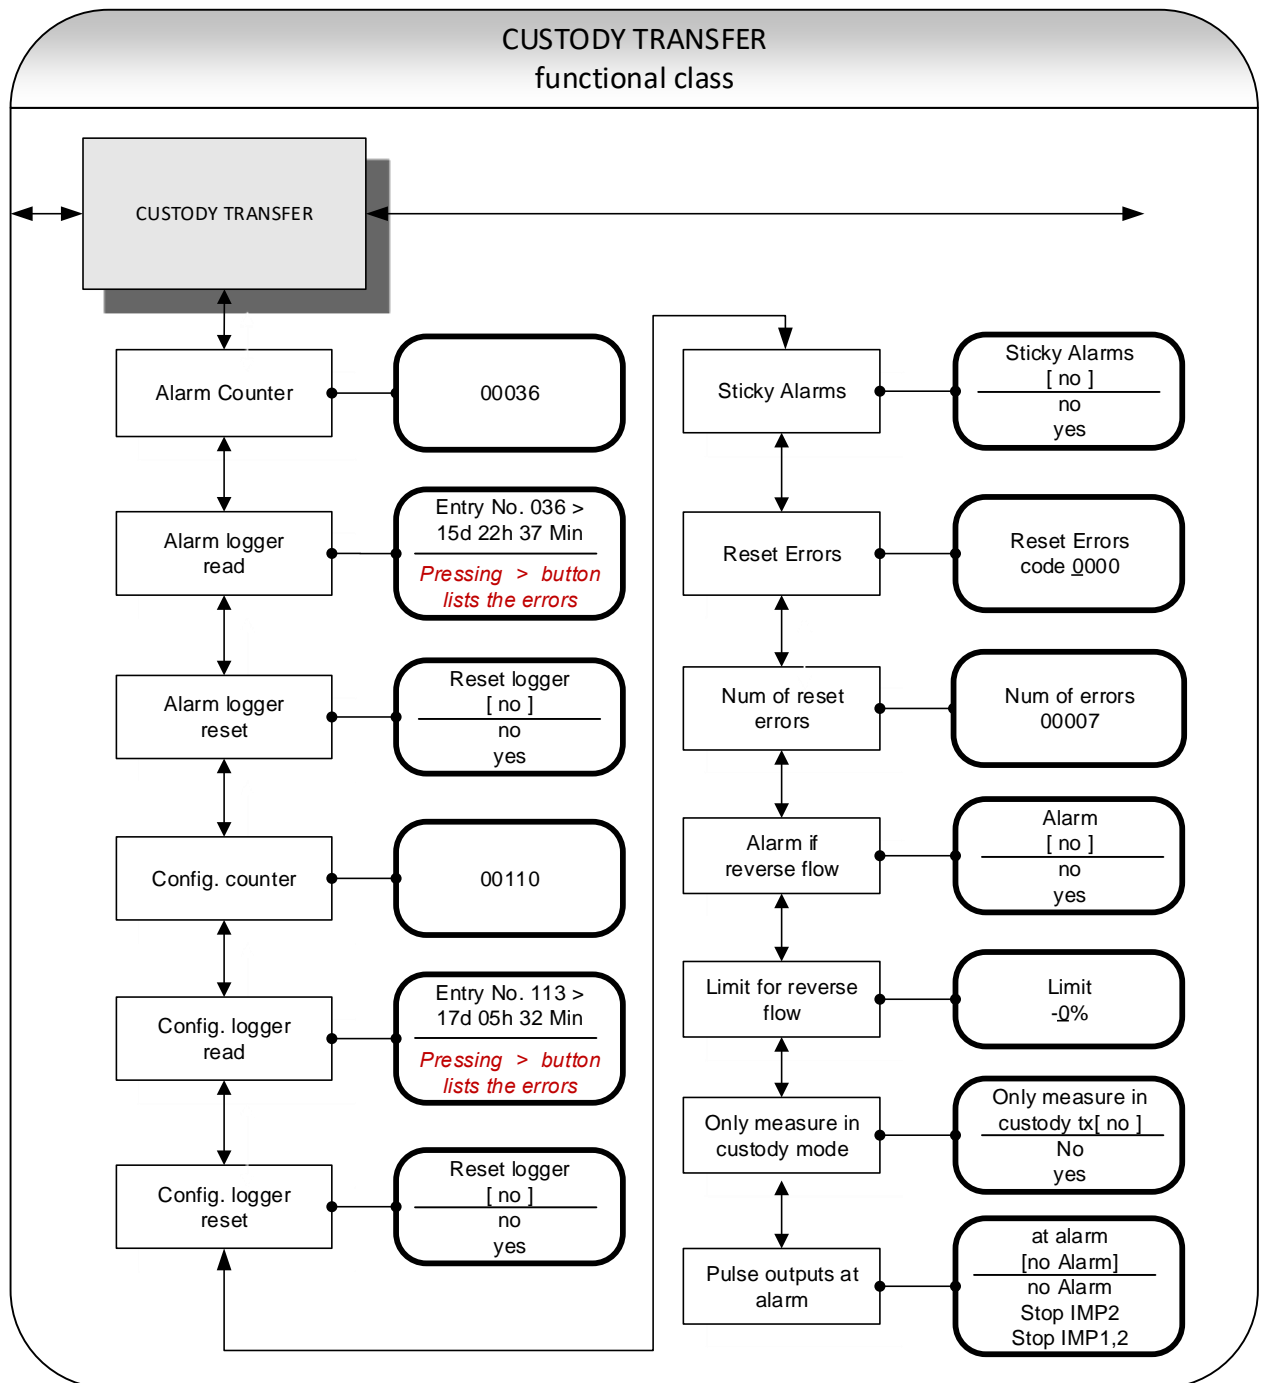 CUSTODY TRANSFER
functional class
CUSTODY TRANSFER
Alarm Counter
00036
Alarm logger
read
Entry No. 036 >
15d 22h 37 Min
Pressing > button
lists the errors
Alarm logger
reset
Reset logger
[ no ]
no
yes
Config. counter
00110
Config. logger
read
Entry No. 113 >
17d 05h 32 Min
Pressing > button
lists the errors
Config. logger
reset
Reset logger
[ no ]
no
yes
Sticky Alarms
Sticky Alarms
[ no ]
no
yes
Reset Errors
Reset Errors
code 0000
Num of reset
errors
Num of errors
00007
Alarm if
reverse flow
Alarm
[ no ]
no
yes
Limit for reverse
flow
Limit
-0%
Only measure in
custody mode
Only measure in
custody tx[ no ]
No
yes
Pulse outputs at
alarm
at alarm
[no Alarm]
no Alarm
Stop IMP2
Stop IMP1,2